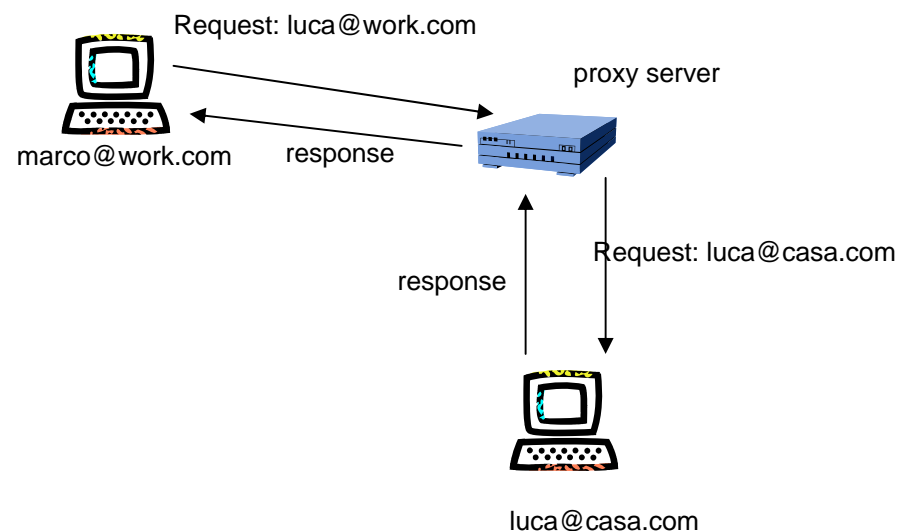 Request: luca@work.com
proxy server
marco@work.com
response
Request: luca@casa.com
response
luca@casa.com